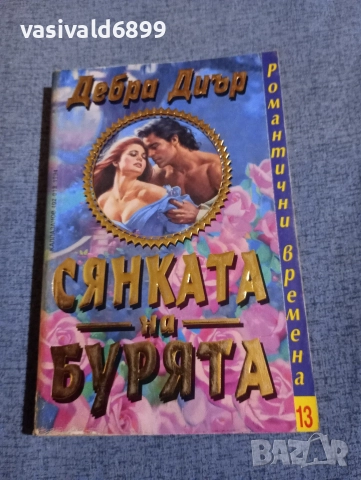 vasivald6899
Дебра Диър
СЯНКАТА
на
БУРЯТА
романтични времена
13
BAZAR